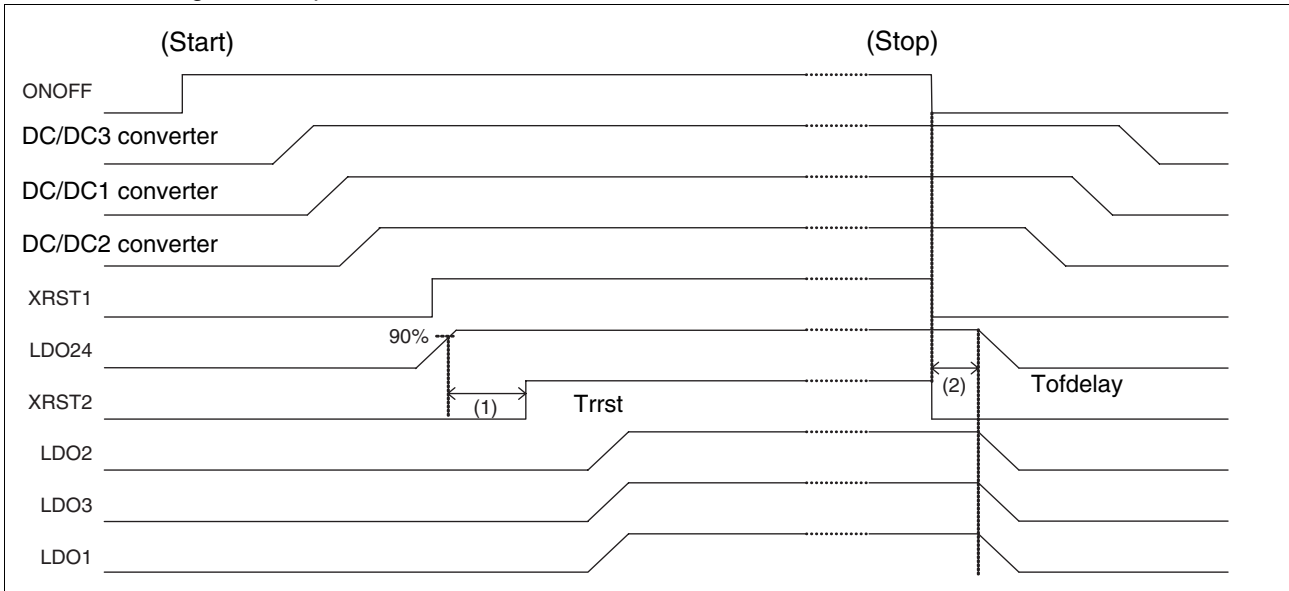 (Start) (Stop)
ONOFF
DC/DC3 converter
DC/DC1 converter
DC/DC2 converter
XRST1
90%
LDO24
(2) Tofdelay
XRST2
(1) Trrst
LDO2
LDO3
LDO1